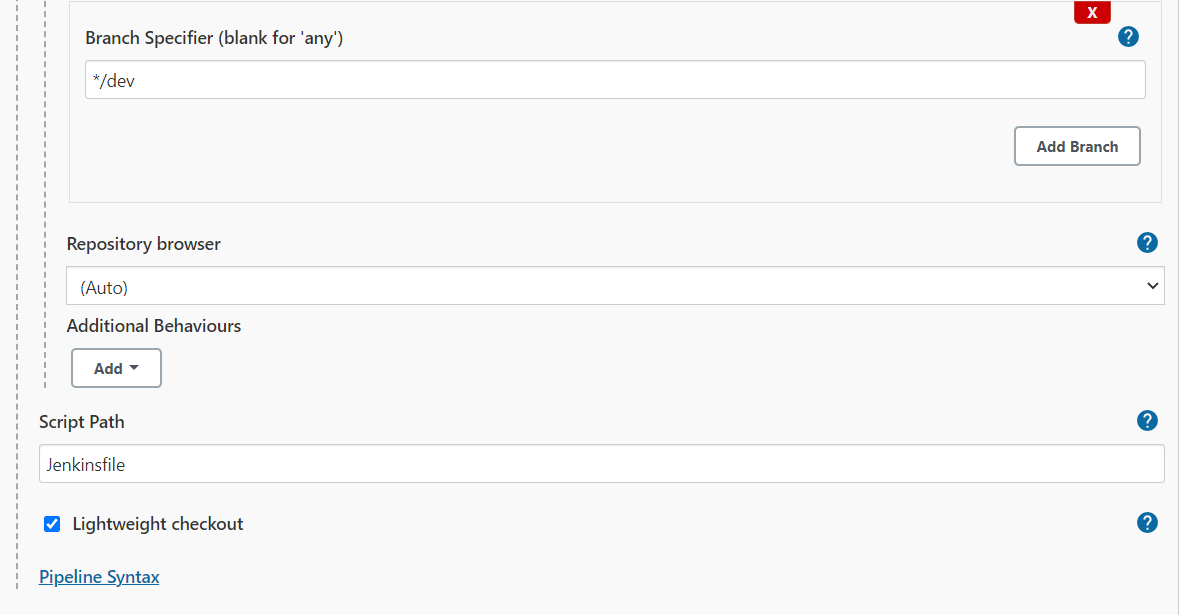 X
Branch Specifier (blank for 'any')
?
*/dev
Add Branch
Repository browser
?
(Auto)
Additional Behaviours
Add
Script Path
?
Jenkinsfile
Lightweight checkout
?
Pipeline Syntax